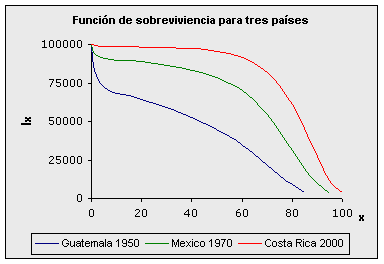 Función de sobreviviencia para tres países
100000
75000
50000
25000
0
lx
0 20 40 60 80 100
x
Guatemala 1950 Mexico 1970 Costa Rica 2000